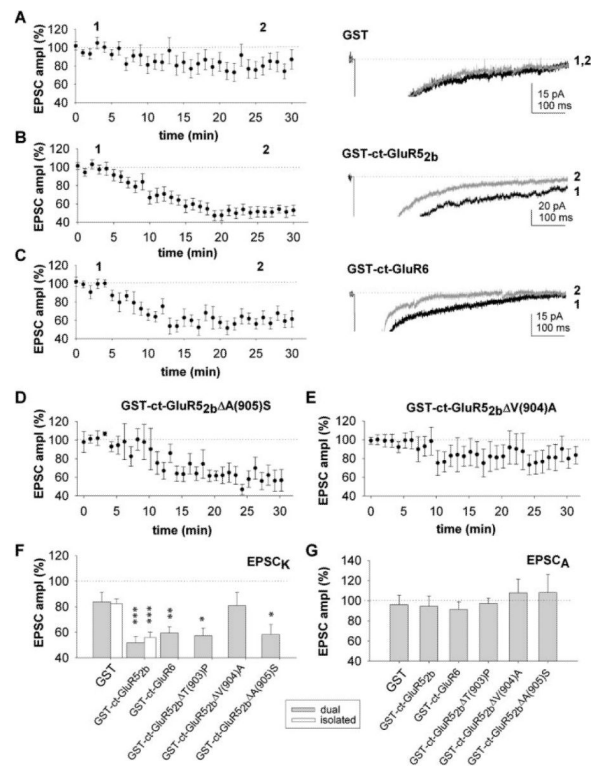 A
1
2
EPSC ampl (%)
120
100
80
60
40
0 5 10 15 20 25 30
time (min)
GST
1,2
15 pA
100 ms
B
1
2
EPSC ampl (%)
120
100
80
60
40
0 5 10 15 20 25 30
time (min)
GST-ct-GluR52b
2
1
20 pA
100 ms
C
1
2
EPSC ampl (%)
120
100
80
60
40
0 5 10 15 20 25 30
time (min)
GST-ct-GluR6
2
1
15 pA
100 ms
D
GST-ct-GluR52bΔA(905)S
EPSC ampl (%)
120
100
80
60
40
0 5 10 15 20 25 30
time (min)
E
GST-ct-GluR52bΔV(904)A
EPSC ampl (%)
120
100
80
60
40
0 5 10 15 20 25 30
time (min)
F
EPSCK
EPSC ampl (%)
120
100
80
60
40
***
***
**
*
*
GST
GST-ct-GluR52b
GST-ct-GluR6
GST-ct-GluR52bΔT(903)P
GST-ct-GluR52bΔV(904)A
GST-ct-GluR52bΔA(905)S
G
EPSCA
EPSC ampl (%)
140
120
100
80
60
40
GST
GST-ct-GluR52b
GST-ct-GluR6
GST-ct-GluR52bΔT(903)P
GST-ct-GluR52bΔV(904)A
GST-ct-GluR52bΔA(905)S
dual
isolated